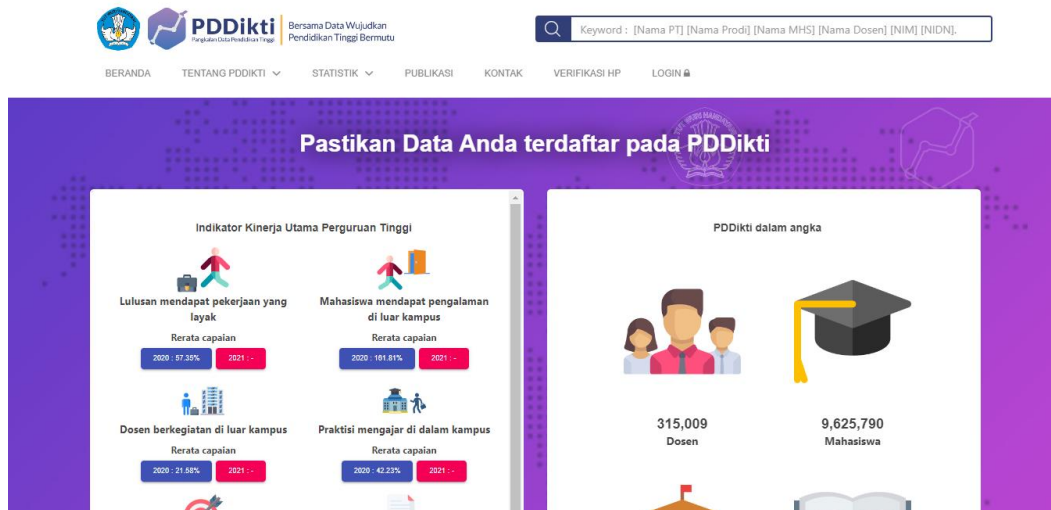 PDDikti
Pangkalan Data Pendidikan Tinggi
Bersama Data Wujudkan
Pendidikan Tinggi Bermutu
Keyword : [Nama PT] [Nama Prodi] [Nama MHS] [Nama Dosen] [NIM] [NIDN],
BERANDA TENTANG PDDIKTI STATISTIK PUBLIKASI KONTAK VERIFIKASI HP LOGIN
Pastikan Data Anda terdaftar pada PDDikti
Indikator Kinerja Utama Perguruan Tinggi
Lulusan mendapat pekerjaan yang
layak
Rerata capaian
2020 : 57.35% 2021 : -
Mahasiswa mendapat pengalaman
di luar kampus
Rerata capaian
2020 : 161.81% 2021 : -
Dosen berkegiatan di luar kampus
Rerata capaian
2020 : 21.58% 2021 : -
Praktisi mengajar di dalam kampus
Rerata capaian
2020 : 42.23% 2021 : -
PDDikti dalam angka
315,009
Dosen
9,625,790
Mahasiswa